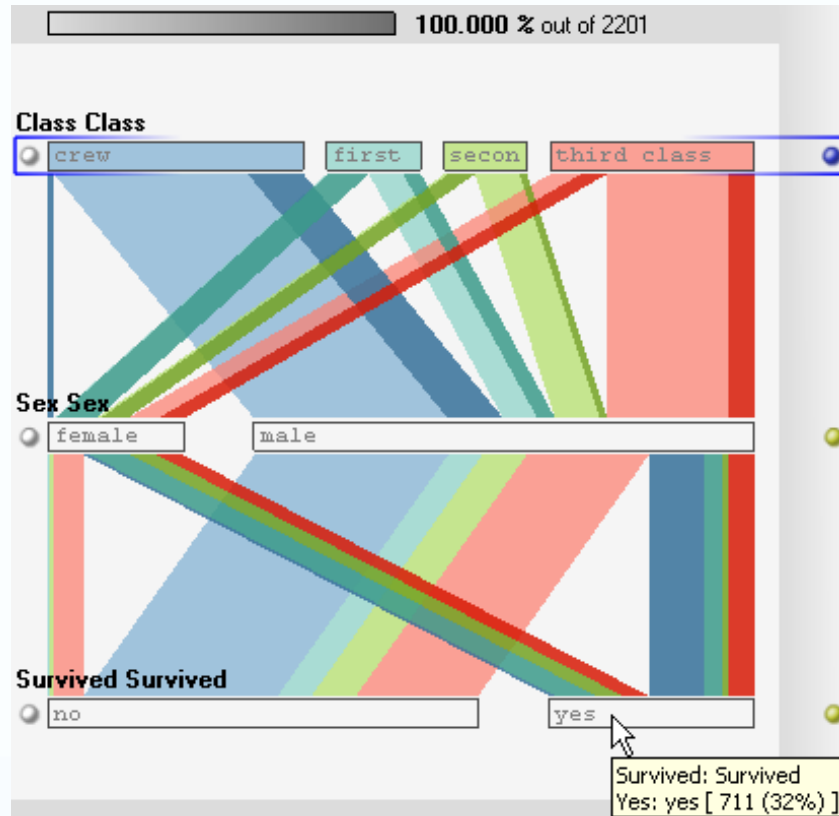 100.000 % out of 2201
Class Class
crew first secon third class
Sex Sex
female male
Survived Survived
no yes
Survived: Survived
Yes: yes [ 711 (32%) ]